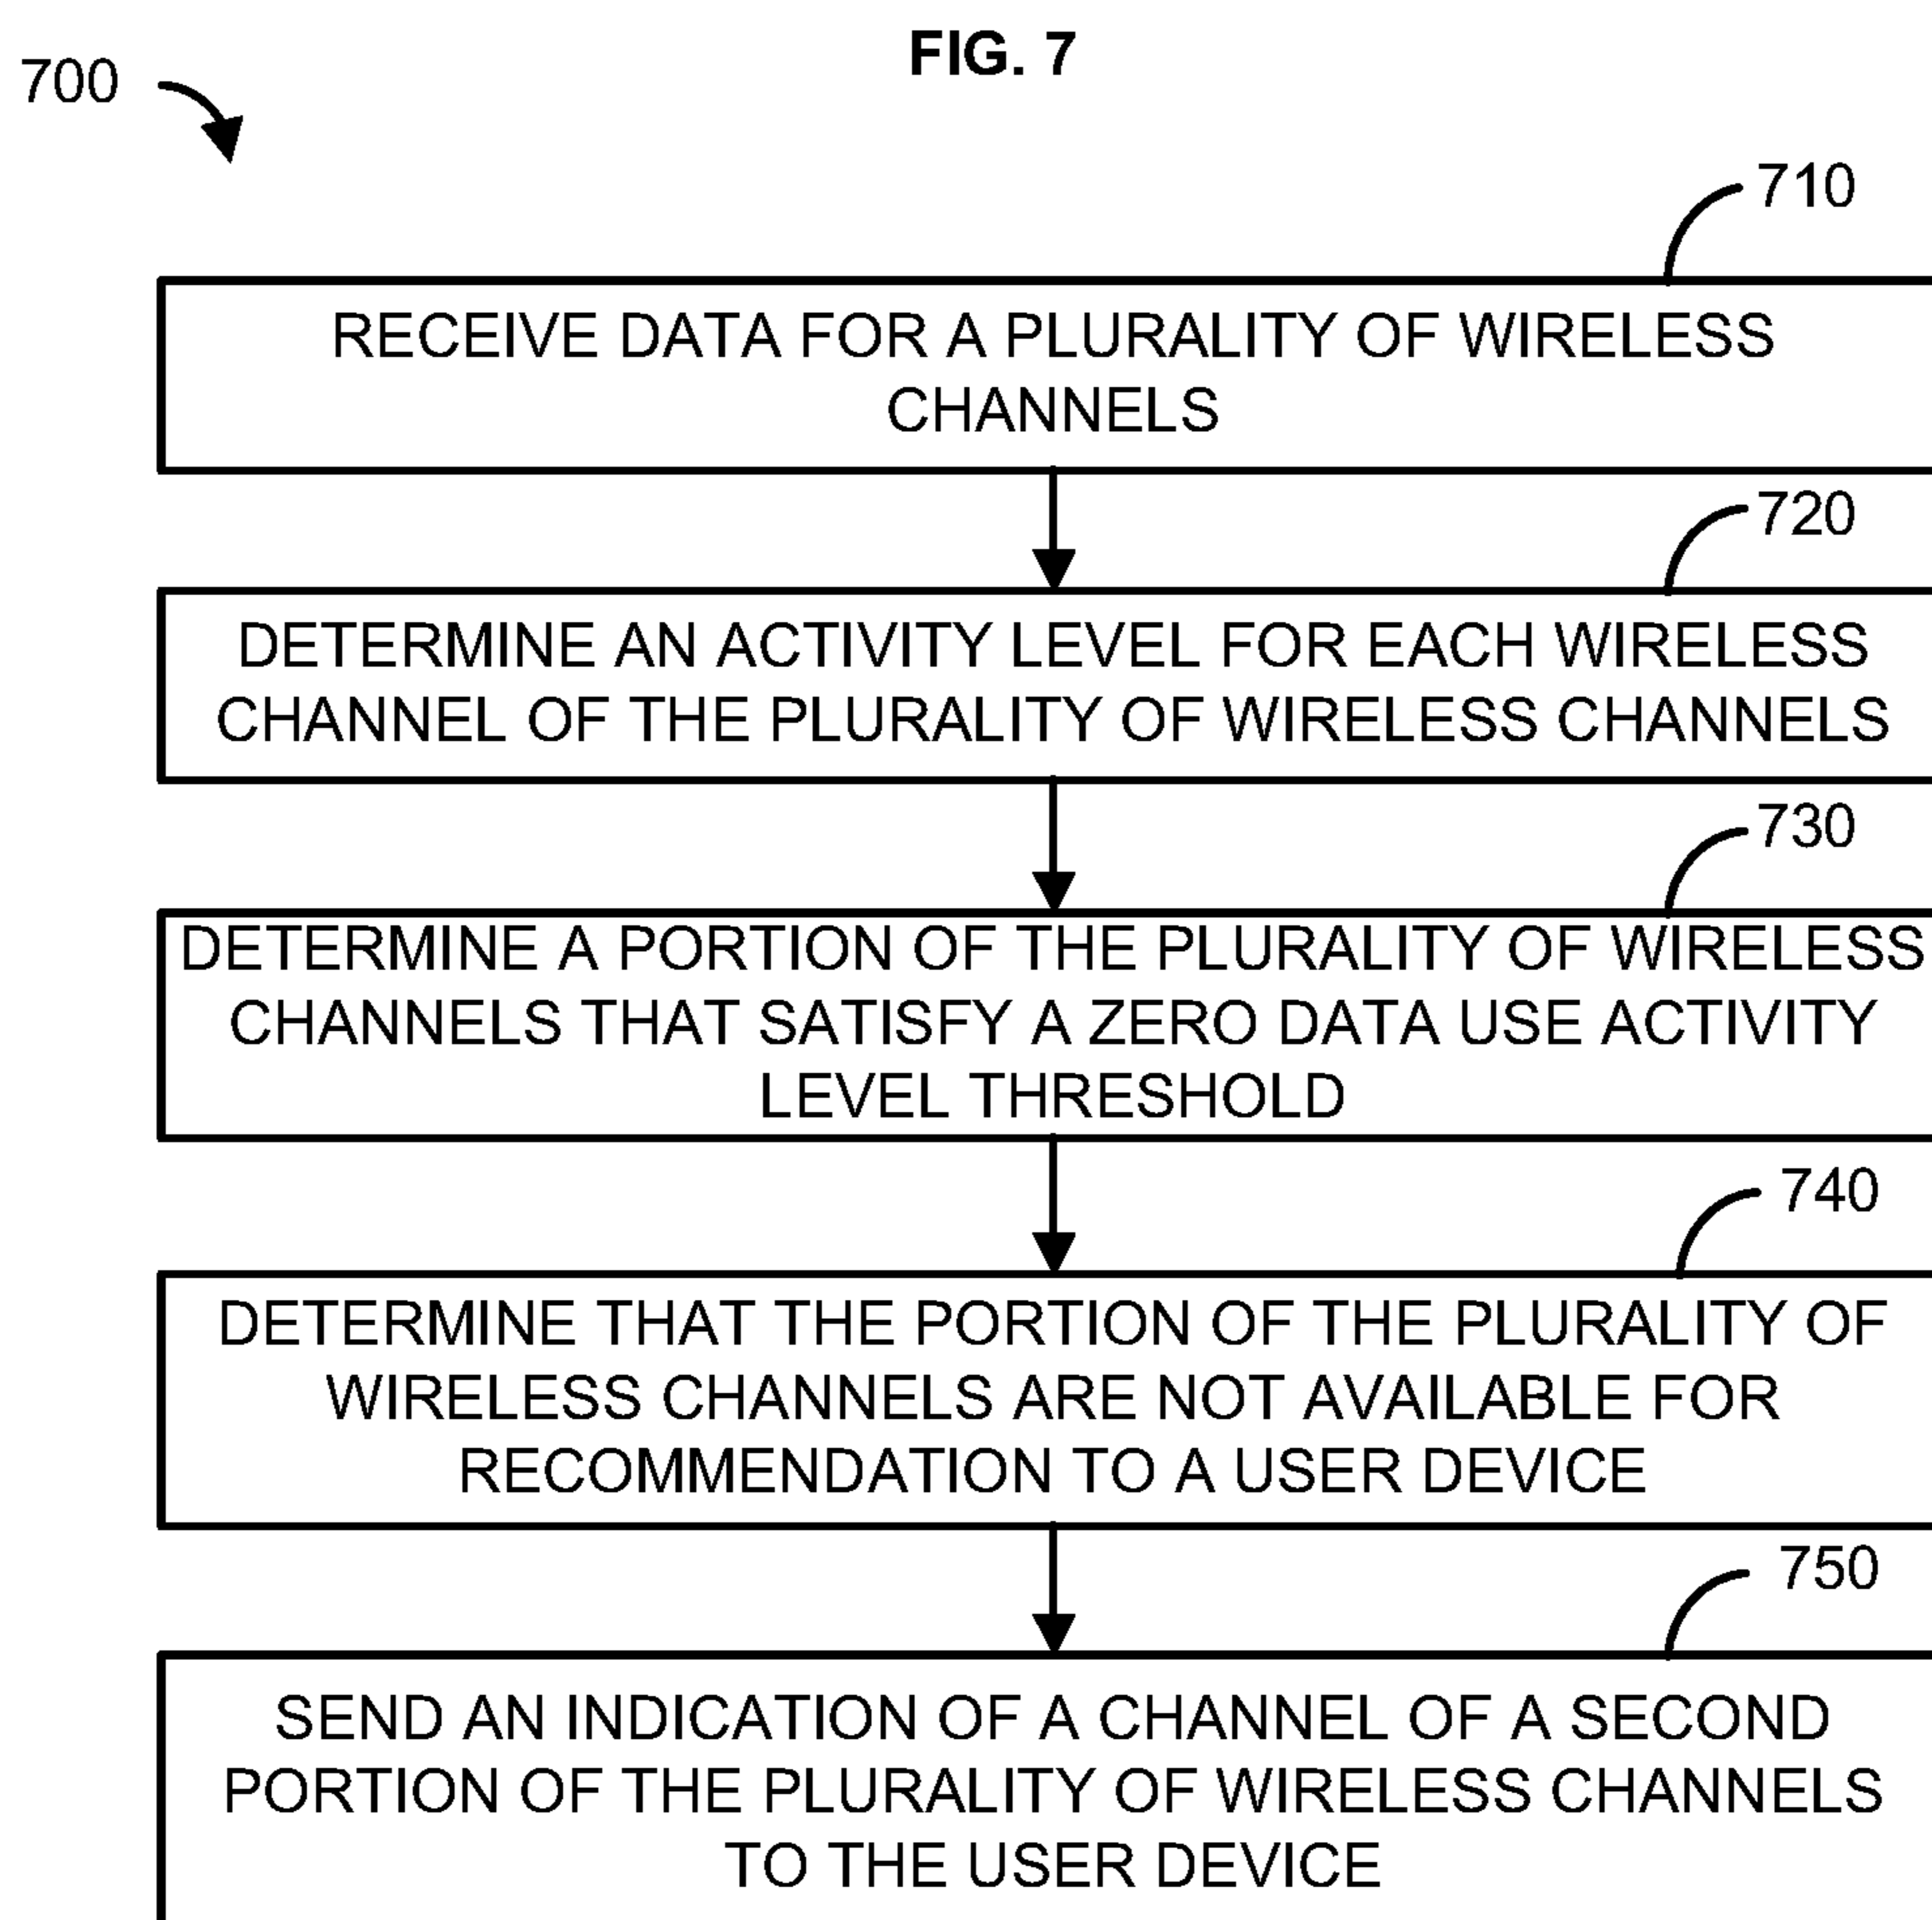 FIG. 7
700
710
RECEIVE DATA FOR A PLURALITY OF WIRELESS
CHANNELS
720
DETERMINE AN ACTIVITY LEVEL FOR EACH WIRELESS
CHANNEL OF THE PLURALITY OF WIRELESS CHANNELS
730
DETERMINE A PORTION OF THE PLURALITY OF WIRELESS
CHANNELS THAT SATISFY A ZERO DATA USE ACTIVITY
LEVEL THRESHOLD
740
DETERMINE THAT THE PORTION OF THE PLURALITY OF
WIRELESS CHANNELS ARE NOT AVAILABLE FOR
RECOMMENDATION TO A USER DEVICE
750
SEND AN INDICATION OF A CHANNEL OF A SECOND
PORTION OF THE PLURALITY OF WIRELESS CHANNELS
TO THE USER DEVICE